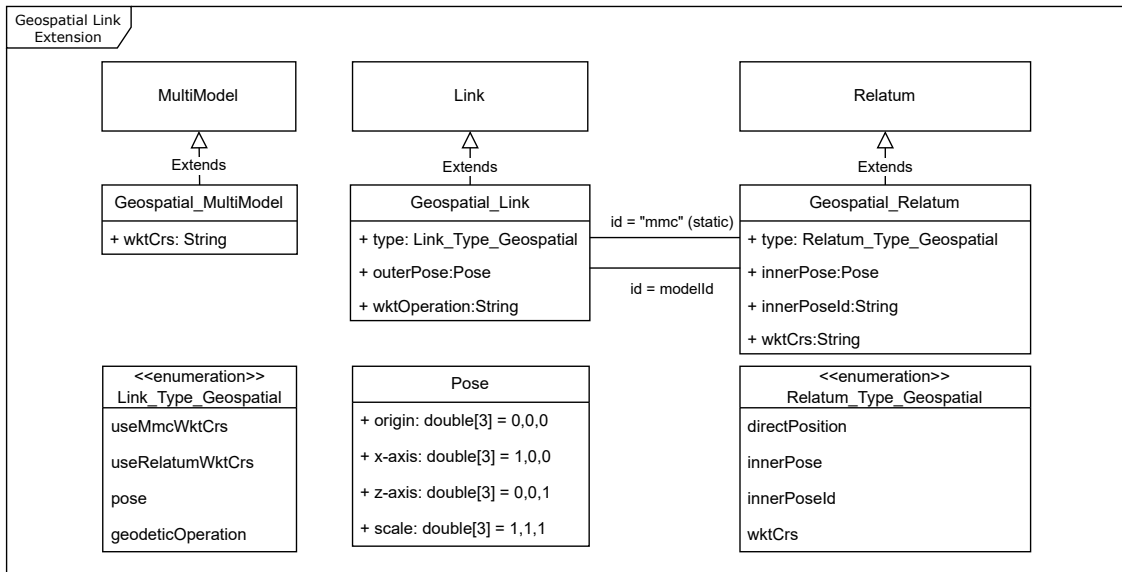 Geospatial Link
Extension
MultiModel
Link
Relatum
Extends
Extends
Extends
Geospatial_MultiModel
+ wktCrs: String
Geospatial_Link
+ type: Link_Type_Geospatial
+ outerPose:Pose
+ wktOperation:String
id = "mmc" (static)
id = modelId
Geospatial_Relatum
+ type: Relatum_Type_Geospatial
+ innerPose:Pose
+ innerPoseId:String
+ wktCrs:String
<<enumeration>>
Link_Type_Geospatial
useMmcWktCrs
useRelatumWktCrs
pose
geodeticOperation
Pose
+ origin: double[3] = 0,0,0
+ x-axis: double[3] = 1,0,0
+ z-axis: double[3] = 0,0,1
+ scale: double[3] = 1,1,1
<<enumeration>>
Relatum_Type_Geospatial
directPosition
innerPose
innerPoseId
wktCrs